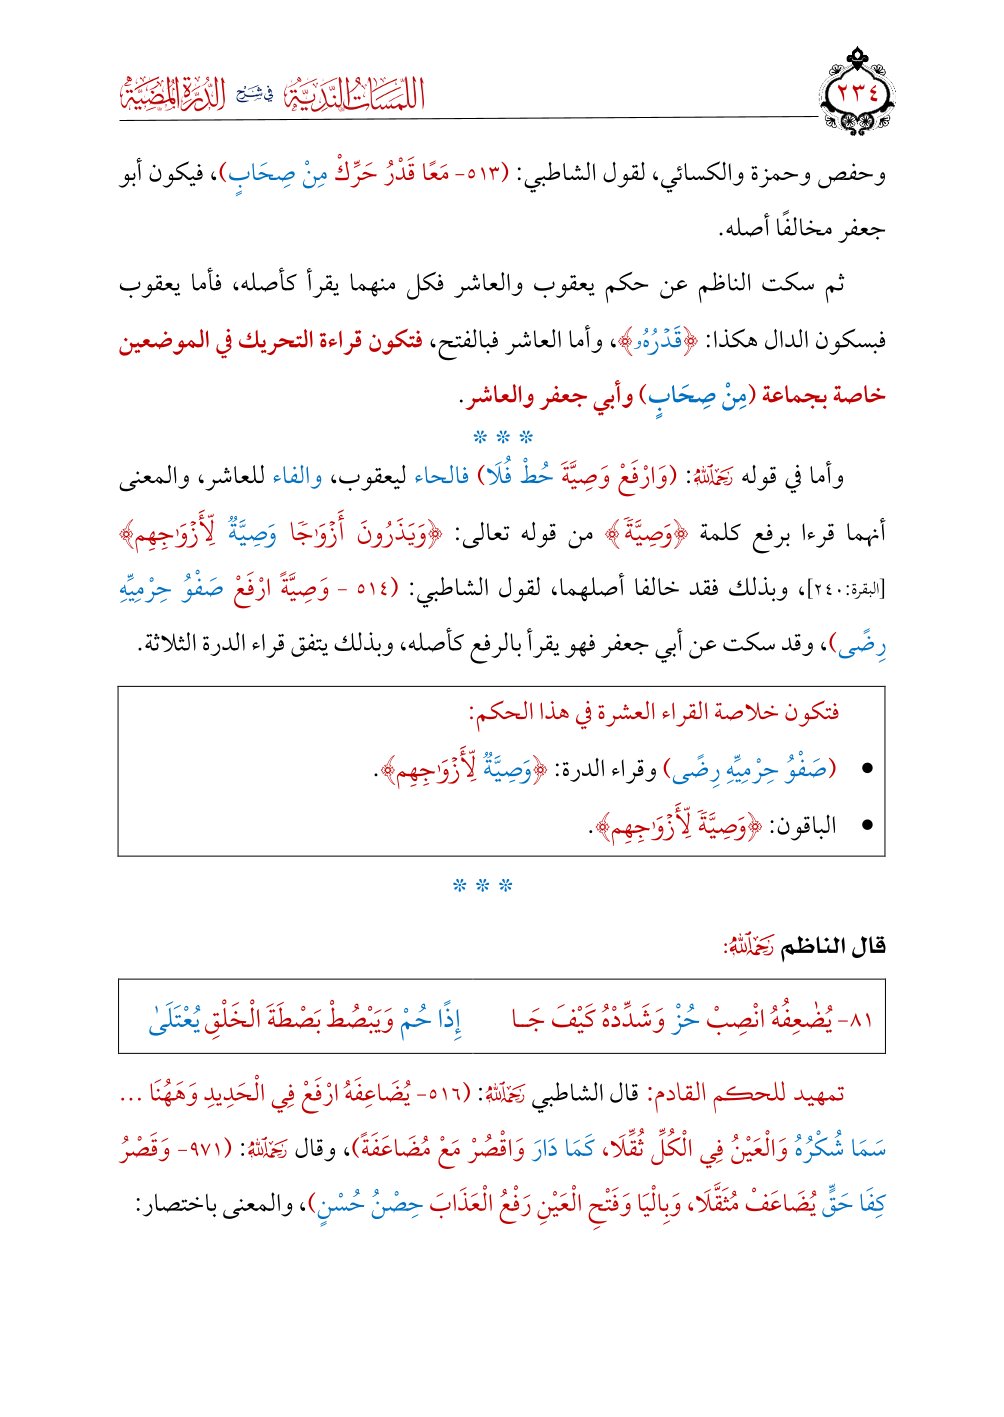 اللمسات الندية في شرح الدرة المضية
٢٣٤
وحفص وحمزة والكسائي، لقول الشاطبي: (٥١٣- مَعًا قَدْرُ حَرِّكْ مِنْ صِحَابٍ)، فيكون أبو
جعفر مخالفًا أصله.
ثم سكت الناظم عن حكم يعقوب والعاشر فكل منهما يقرأ كأصله، فأما يعقوب
فبسكون الدال هكذا: ﴿قَدْرُهُۥ﴾، وأما العاشر فبالفتح، فتكون قراءة التحريك في الموضعين
خاصة بجماعة (مِنْ صِحَابٍ) وأبي جعفر والعاشر.
* * *
وأما في قوله رَحِمَهُ ٱللَّهُ: (وَارْفَعْ وَصِيَّةَ حُطْ فُلَا) فالحاء ليعقوب، والفاء للعاشر، والمعنى
أنهما قرءا برفع كلمة ﴿وَصِيَّةٗ﴾ من قوله تعالى: ﴿وَيَذَرُونَ أَزْوَٰجٗا وَصِيَّةٌ لِّأَزْوَٰجِهِم﴾
[البقرة:٢٤٠]، وبذلك فقد خالفا أصلهما، لقول الشاطبي: (٥١٤ - وَصِيَّةً ارْفَعْ صَفْوُ حِرْمِيِّهِ
رِضًى)، وقد سكت عن أبي جعفر فهو يقرأ بالرفع كأصله، وبذلك يتفق قراء الدرة الثلاثة.
فتكون خلاصة القراء العشرة في هذا الحكم:
● (صَفْوُ حِرْمِيِّهِ رِضًى) وقراء الدرة: ﴿وَصِيَّةٌ لِّأَزْوَٰجِهِم﴾.
● الباقون: ﴿وَصِيَّةٗ لِّأَزْوَٰجِهِم﴾.
* * *
قال الناظم رَحِمَهُ ٱللَّهُ:
٨١- يُضَٰعِفُهُ انْصِبْ حُزْ وَشَدِّدْهُ كَيْفَ جَـا إِذًا حُمْ وَيَبْصُطْ بَصْطَةَ الْخَلْقِ يُعْتَلَىٰ
تمهيد للحكم القادم: قال الشاطبي رَحِمَهُ ٱللَّهُ: (٥١٦- يُضَاعِفَهُ ارْفَعْ فِي الْحَدِيدِ وَهَهُنَا ...
سَمَا شُكْرُهُ وَالْعَيْنُ فِي الْكُلِّ ثُقِّلَا، كَمَا دَارَ وَاقْصُرْ مَعْ مُضَاعَفَةً)، وقال رَحِمَهُ ٱللَّهُ: (٩٧١- وَقَصْرُ
كِفَا حَقٍّ يُضَاعَفْ مُثَقَّلَا، وَبِالْيَا وَفَتْحِ الْعَيْنِ رَفْعُ الْعَذَابَ حِصْنُ حُسْنٍ)، والمعنى باختصار: